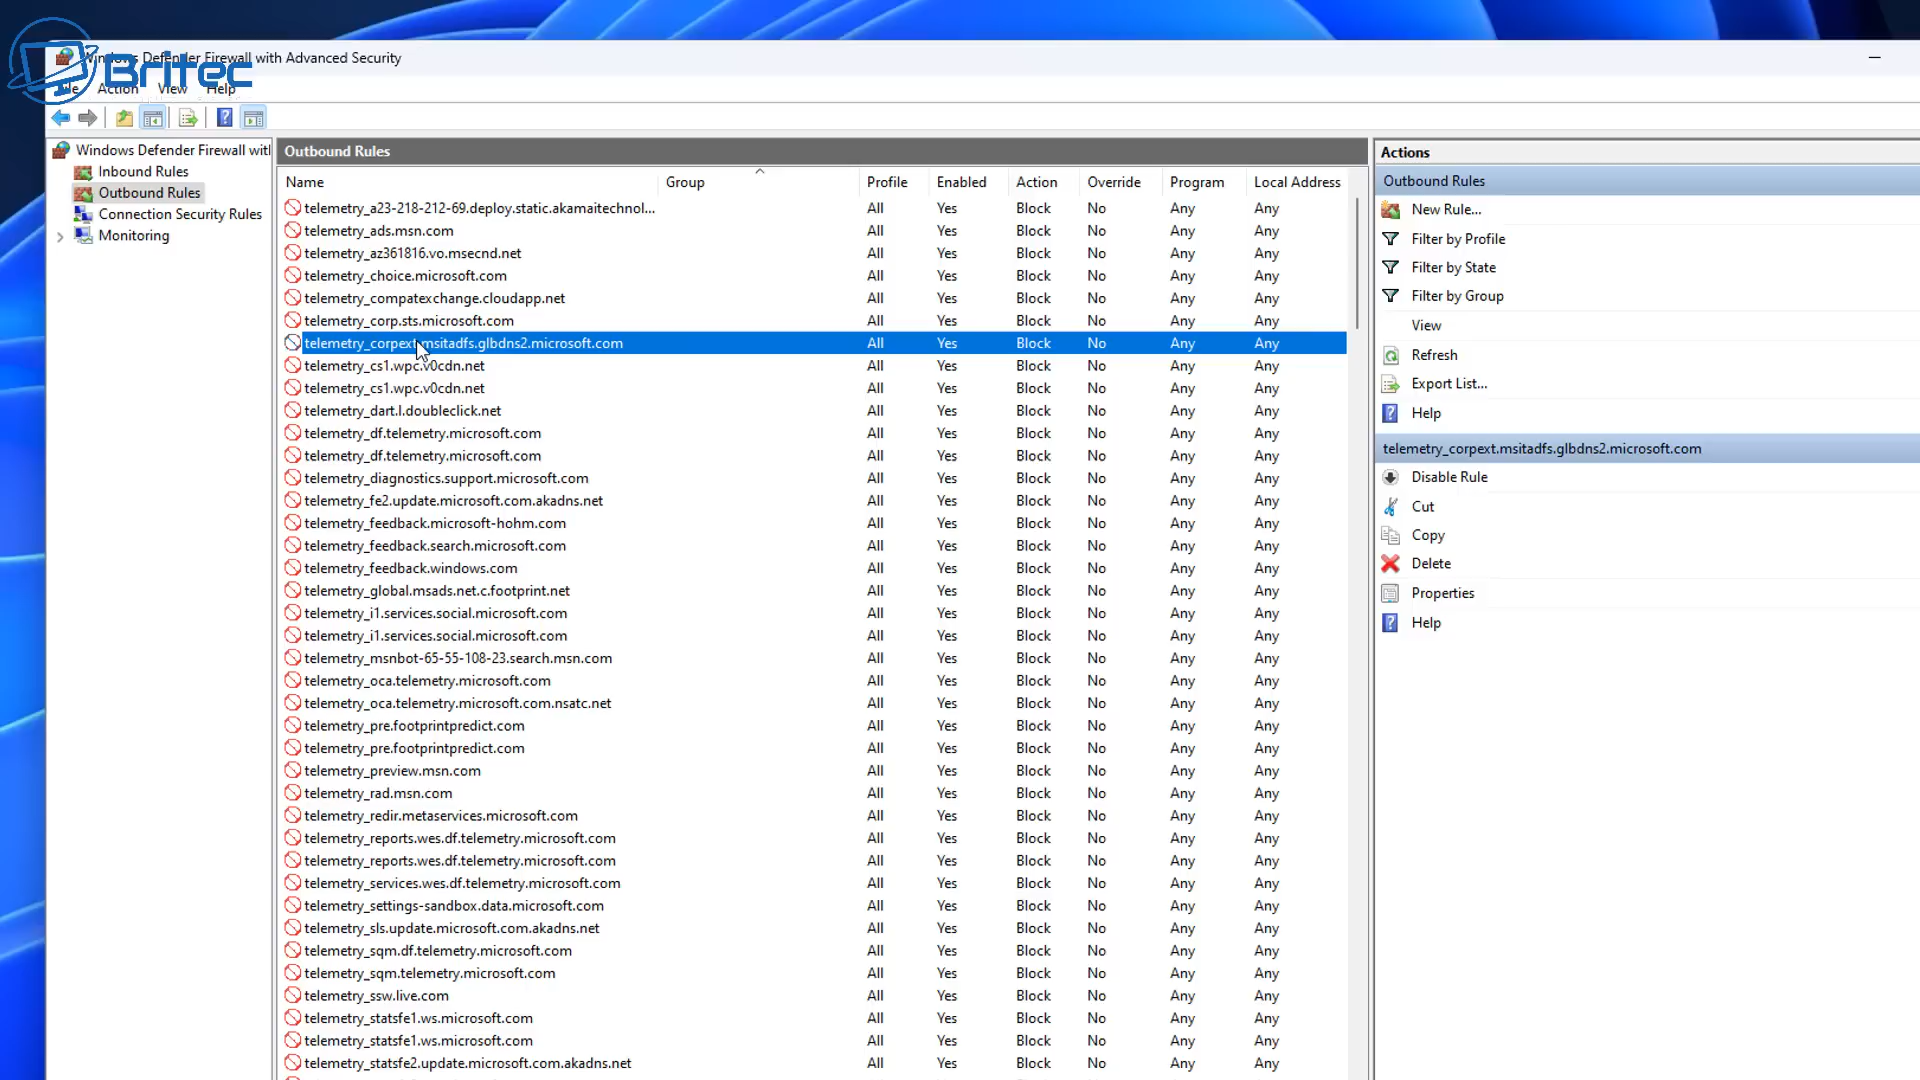 Windows Defender Firewall with Advanced Security
Britec
Action View Help
Windows Defender Firewall with
Inbound Rules
Outbound Rules
Connection Security Rules
Monitoring
Outbound Rules
Name Group Profile Enabled Action Override Program Local Address
telemetry_a23-218-212-69.deploy.static.akamaitechnol... All Yes Block No Any Any
telemetry_ads.msn.com All Yes Block No Any Any
telemetry_az361816.vo.msecnd.net All Yes Block No Any Any
telemetry_choice.microsoft.com All Yes Block No Any Any
telemetry_compatexchange.cloudapp.net All Yes Block No Any Any
telemetry_corp.sts.microsoft.com All Yes Block No Any Any
telemetry_corpext.msitadfs.glbdns2.microsoft.com All Yes Block No Any Any
telemetry_cs1.wpc.v0cdn.net All Yes Block No Any Any
telemetry_cs1.wpc.v0cdn.net All Yes Block No Any Any
telemetry_dart.l.doubleclick.net All Yes Block No Any Any
telemetry_df.telemetry.microsoft.com All Yes Block No Any Any
telemetry_df.telemetry.microsoft.com All Yes Block No Any Any
telemetry_diagnostics.support.microsoft.com All Yes Block No Any Any
telemetry_fe2.update.microsoft.com.akadns.net All Yes Block No Any Any
telemetry_feedback.microsoft-hohm.com All Yes Block No Any Any
telemetry_feedback.search.microsoft.com All Yes Block No Any Any
telemetry_feedback.windows.com All Yes Block No Any Any
telemetry_global.msads.net.c.footprint.net All Yes Block No Any Any
telemetry_i1.services.social.microsoft.com All Yes Block No Any Any
telemetry_i1.services.social.microsoft.com All Yes Block No Any Any
telemetry_msnbot-65-55-108-23.search.msn.com All Yes Block No Any Any
telemetry_oca.telemetry.microsoft.com All Yes Block No Any Any
telemetry_oca.telemetry.microsoft.com.nsatc.net All Yes Block No Any Any
telemetry_pre.footprintpredict.com All Yes Block No Any Any
telemetry_pre.footprintpredict.com All Yes Block No Any Any
telemetry_preview.msn.com All Yes Block No Any Any
telemetry_rad.msn.com All Yes Block No Any Any
telemetry_redir.metaservices.microsoft.com All Yes Block No Any Any
telemetry_reports.wes.df.telemetry.microsoft.com All Yes Block No Any Any
telemetry_reports.wes.df.telemetry.microsoft.com All Yes Block No Any Any
telemetry_services.wes.df.telemetry.microsoft.com All Yes Block No Any Any
telemetry_settings-sandbox.data.microsoft.com All Yes Block No Any Any
telemetry_sls.update.microsoft.com.akadns.net All Yes Block No Any Any
telemetry_sqm.df.telemetry.microsoft.com All Yes Block No Any Any
telemetry_sqm.telemetry.microsoft.com All Yes Block No Any Any
telemetry_ssw.live.com All Yes Block No Any Any
telemetry_statsfe1.ws.microsoft.com All Yes Block No Any Any
telemetry_statsfe1.ws.microsoft.com All Yes Block No Any Any
telemetry_statsfe2.update.microsoft.com.akadns.net All Yes Block No Any Any
Actions
Outbound Rules
New Rule...
Filter by Profile
Filter by State
Filter by Group
View
Refresh
Export List...
Help
telemetry_corpext.msitadfs.glbdns2.microsoft.com
Disable Rule
Cut
Copy
Delete
Properties
Help